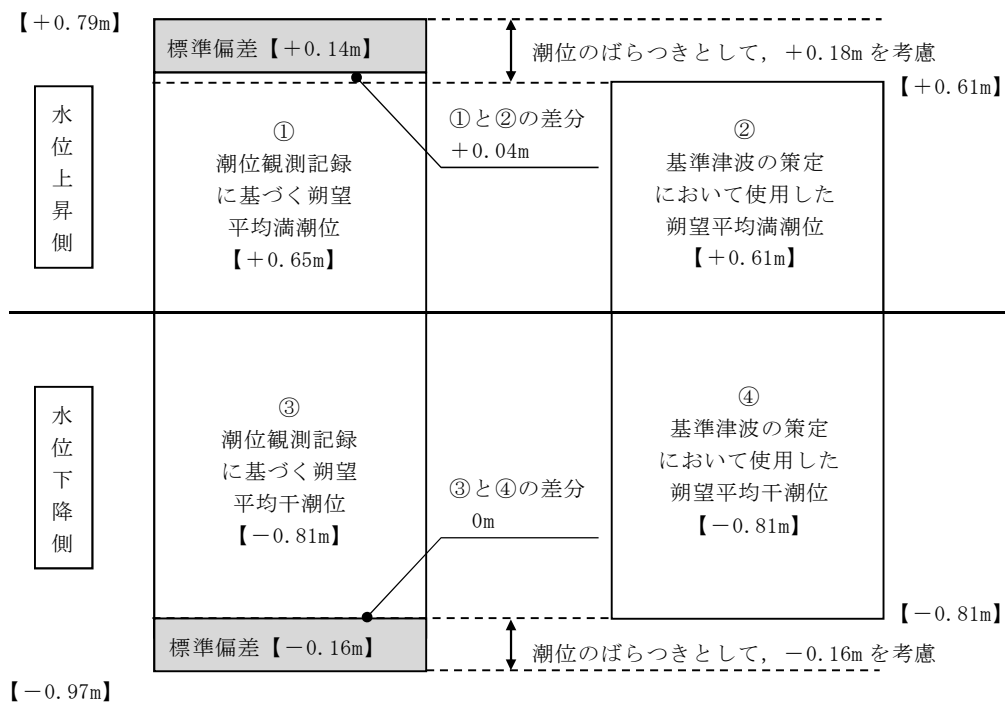 【＋0.79m】
標準偏差【＋0.14m】
潮位のばらつきとして，＋0.18m を考慮
【＋0.61m】
水位上昇側
①
潮位観測記録
に基づく朔望
平均満潮位
【＋0.65m】
①と②の差分
＋0.04m
②
基準津波の策定
において使用した
朔望平均満潮位
【＋0.61m】
水位下降側
③
潮位観測記録
に基づく朔望
平均干潮位
【－0.81m】
③と④の差分
0m
④
基準津波の策定
において使用した
朔望平均干潮位
【－0.81m】
【－0.81m】
標準偏差【－0.16m】
潮位のばらつきとして，－0.16m を考慮
【－0.97m】